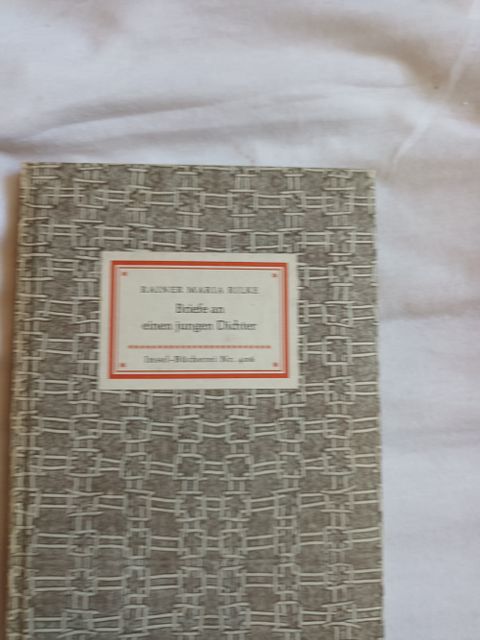 RAINER MARIA RILKE
Briefe an
einen jungen Dichter
Insel-Bücherei Nr. 406